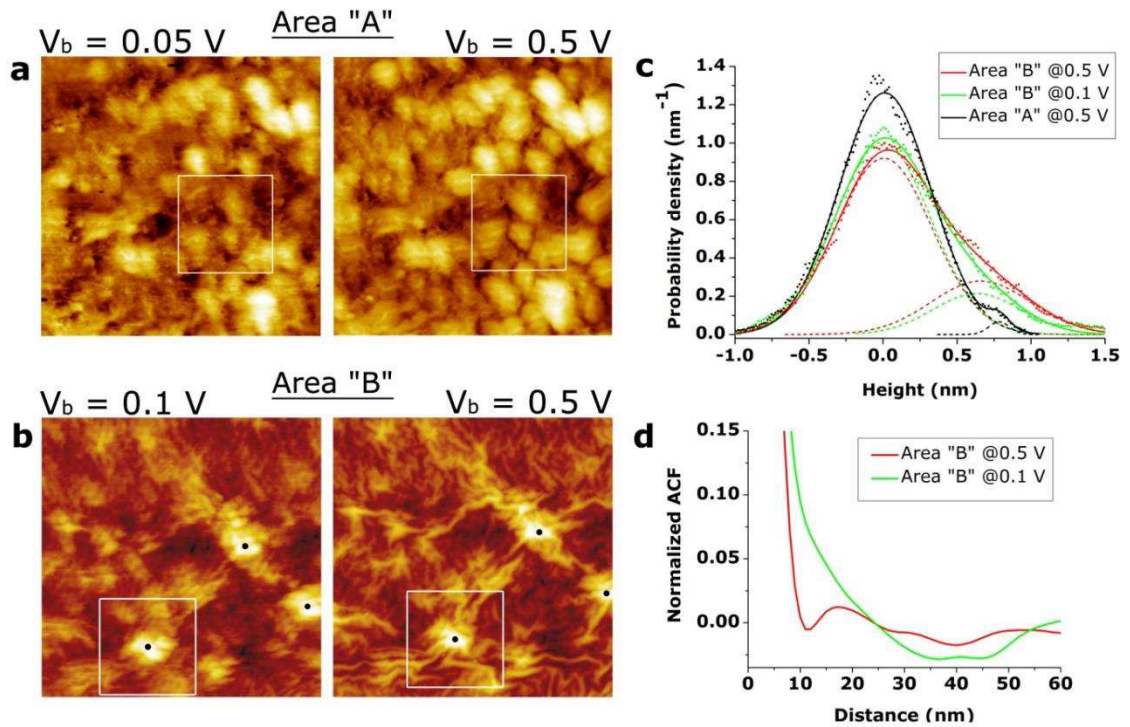 Area "A"
Vb = 0.05 V
Vb = 0.5 V
a
Area "B"
Vb = 0.1 V
Vb = 0.5 V
b
c
1.4
1.2
1.0
0.8
0.6
0.4
0.2
0.0
Probability density (nm⁻¹)
Area "B" @0.5 V
Area "B" @0.1 V
Area "A" @0.5 V
-1.0 -0.5 0.0 0.5 1.0 1.5
Height (nm)
d
0.15
0.10
0.05
0.00
Normalized ACF
Area "B" @0.5 V
Area "B" @0.1 V
0 10 20 30 40 50 60
Distance (nm)